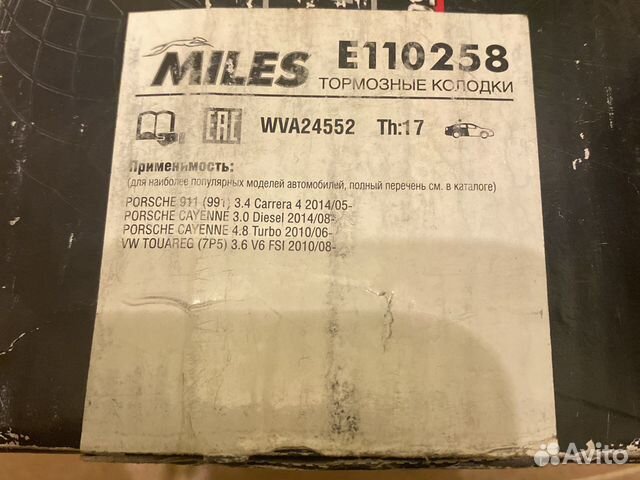 MILES E110258
ТОРМОЗНЫЕ КОЛОДКИ
EAC WVA24552 Th:17
Применимость:
(для наиболее популярных моделей автомобилей, полный перечень см. в каталоге)
PORSCHE 911 (991) 3.4 Carrera 4 2014/05-
PORSCHE CAYENNE 3.0 Diesel 2014/08-
PORSCHE CAYENNE 4.8 Turbo 2010/06-
VW TOUAREG (7P5) 3.6 V6 FSI 2010/08-
Avito